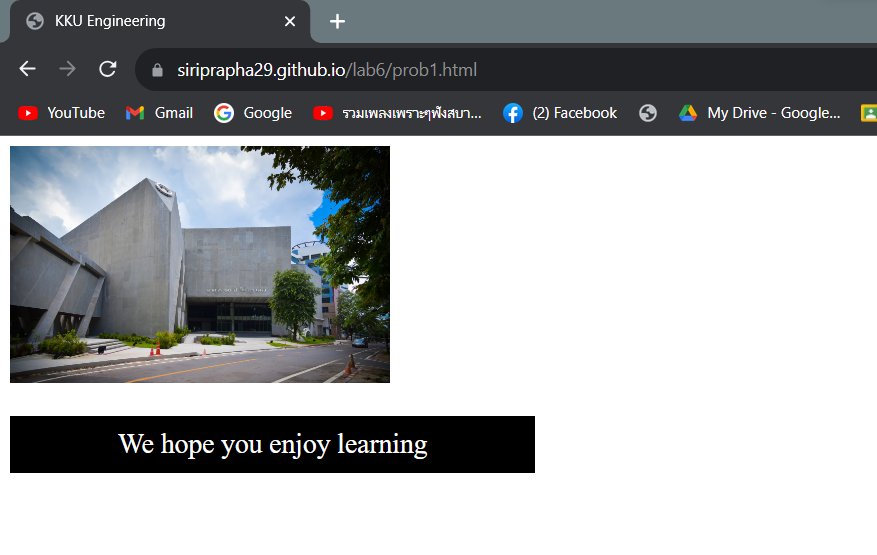 KKU Engineering
siriprapha29.github.io/lab6/prob1.html
YouTube Gmail Google รวมเพลงเพราะๆฟังสบา... (2) Facebook My Drive - Google...
We hope you enjoy learning